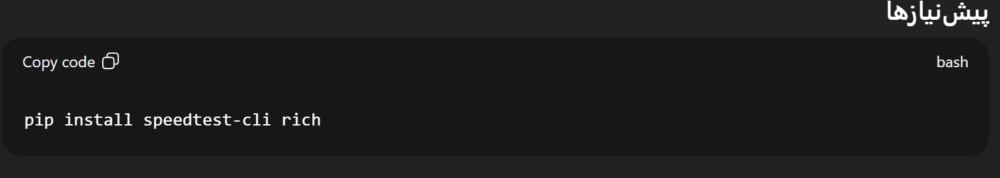 پیش‌نیازها
Copy code
bash
pip install speedtest-cli rich